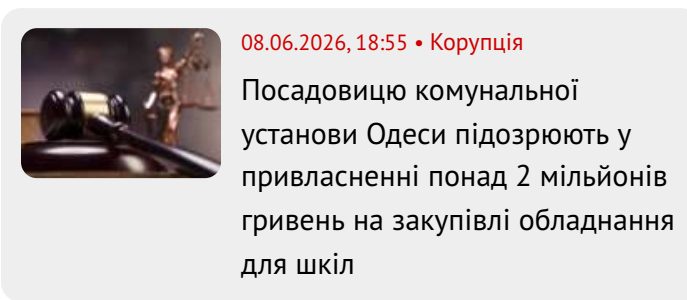 08.06.2026, 18:55 • Корупція
Посадовицю комунальної
установи Одеси підозрюють у
привласненні понад 2 мільйонів
гривень на закупівлі обладнання
для шкіл